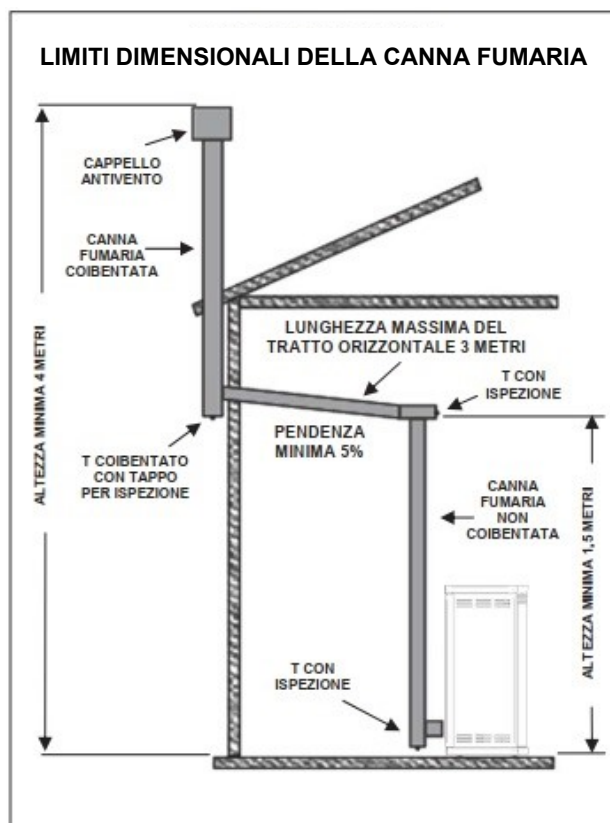 LIMITI DIMENSIONALI DELLA CANNA FUMARIA
CAPPELLO
ANTIVENTO
CANNA
FUMARIA
COIBENTATA
ALTEZZA MINIMA 4 METRI
LUNGHEZZA MASSIMA DEL
TRATTO ORIZZONTALE 3 METRI
T CON
ISPEZIONE
PENDENZA
MINIMA 5%
T COIBENTATO
CON TAPPO
PER ISPEZIONE
CANNA
FUMARIA
NON
COIBENTATA
ALTEZZA MINIMA 1,5 METRI
T CON
ISPEZIONE